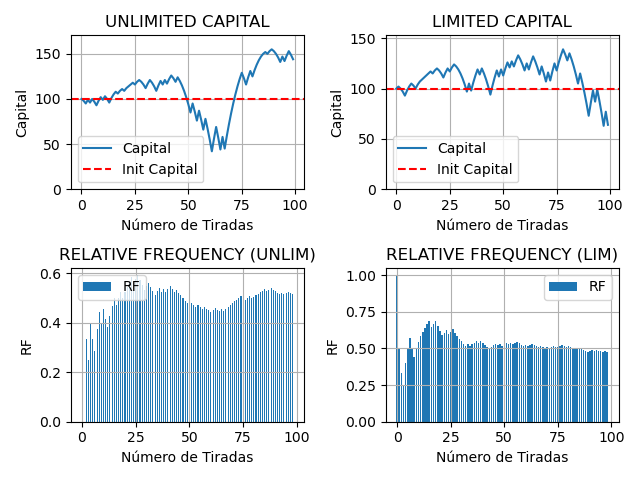 UNLIMITED CAPITAL
Capital
150
100
50
0
Capital
Init Capital
0
25
50
75
100
Número de Tiradas
LIMITED CAPITAL
Capital
150
100
50
0
Capital
Init Capital
0
25
50
75
100
Número de Tiradas
RELATIVE FREQUENCY (UNLIM)
RF
0.6
0.4
0.2
0.0
RF
0
25
50
75
100
Número de Tiradas
RELATIVE FREQUENCY (LIM)
RF
1.00
0.75
0.50
0.25
0.00
RF
0
25
50
75
100
Número de Tiradas